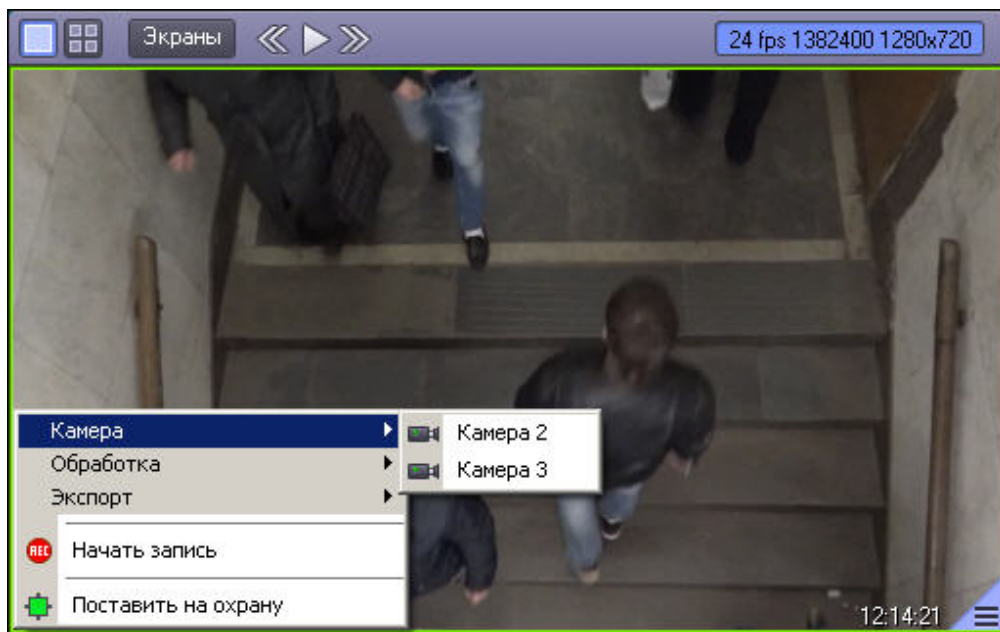 Экраны
24 fps 1382400 1280x720
Камера
Камера 2
Обработка
Камера 3
Экспорт
REC
Начать запись
Поставить на охрану
12:14:21